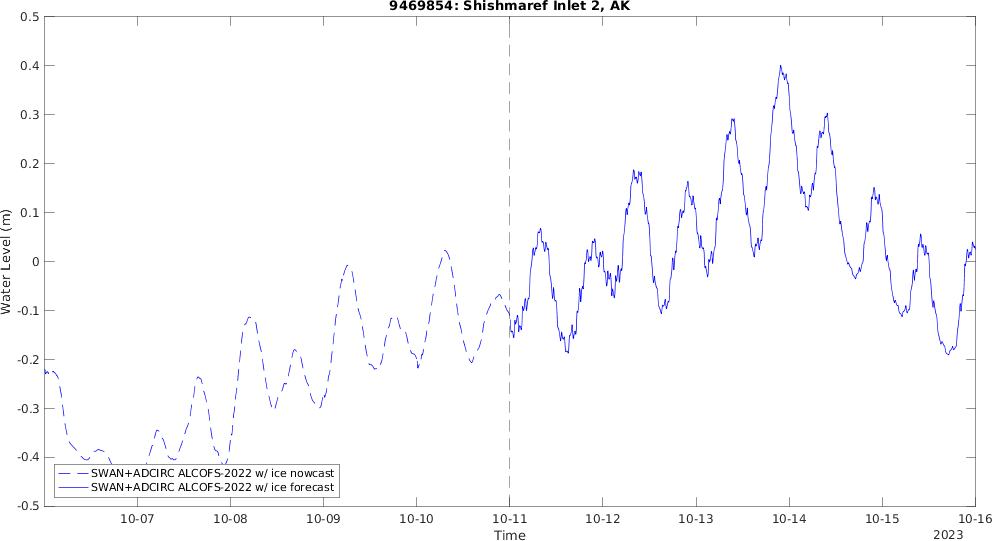 9469854: Shishmaref Inlet 2, AK
0.5
0.4
0.3
0.2
0.1
0
-0.1
-0.2
-0.3
-0.4
-0.5
Water Level (m)
SWAN+ADCIRC ALCOFS-2022 w/ ice nowcast
SWAN+ADCIRC ALCOFS-2022 w/ ice forecast
10-07 10-08 10-09 10-10 10-11 10-12 10-13 10-14 10-15 10-16
Time
2023